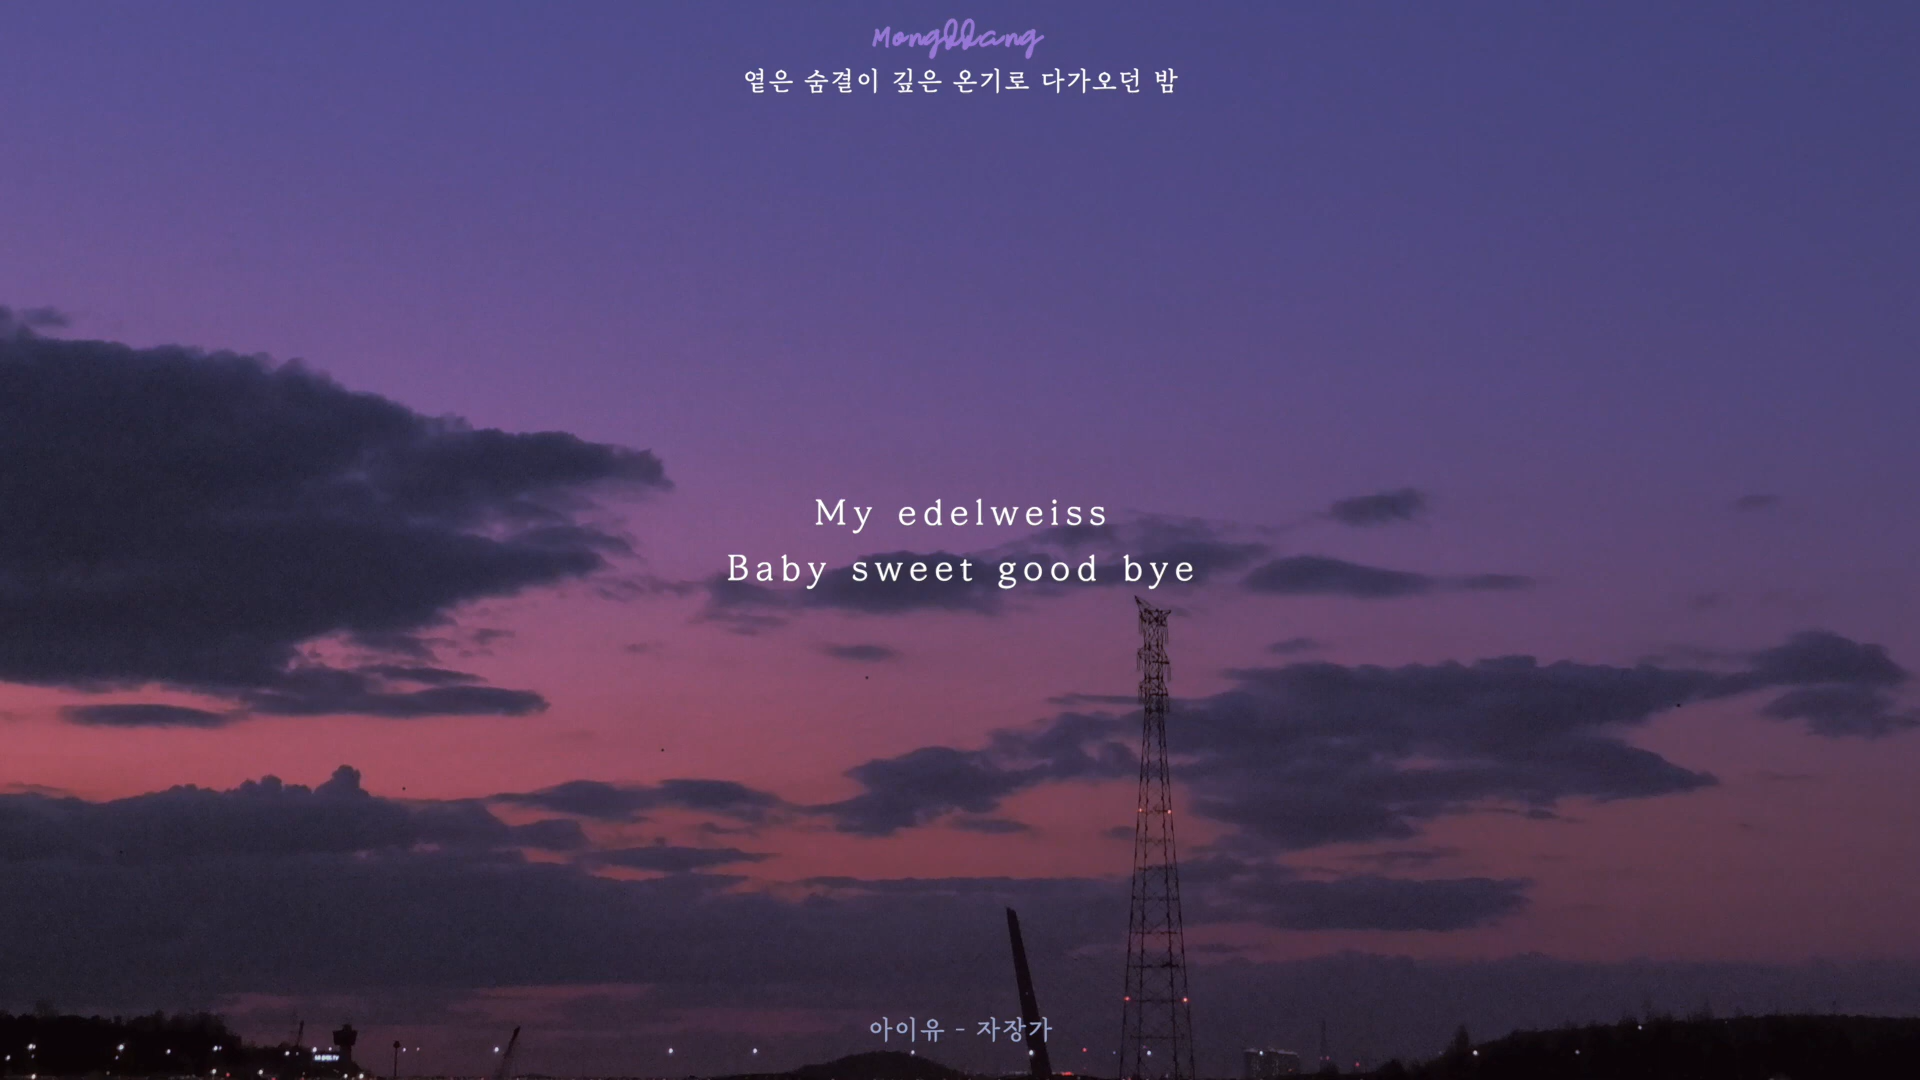 Mongddang
옅은 숨결이 깊은 온기로 다가오던 밤
My edelweiss
Baby sweet good bye
아이유 - 자장가